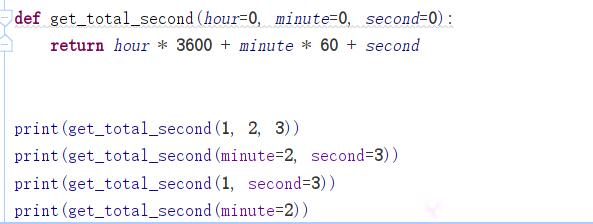 def get_total_second(hour=0, minute=0, second=0):
    return hour * 3600 + minute * 60 + second
print(get_total_second(1, 2, 3))
print(get_total_second(minute=2, second=3))
print(get_total_second(1, second=3))
print(get_total_second(minute=2))